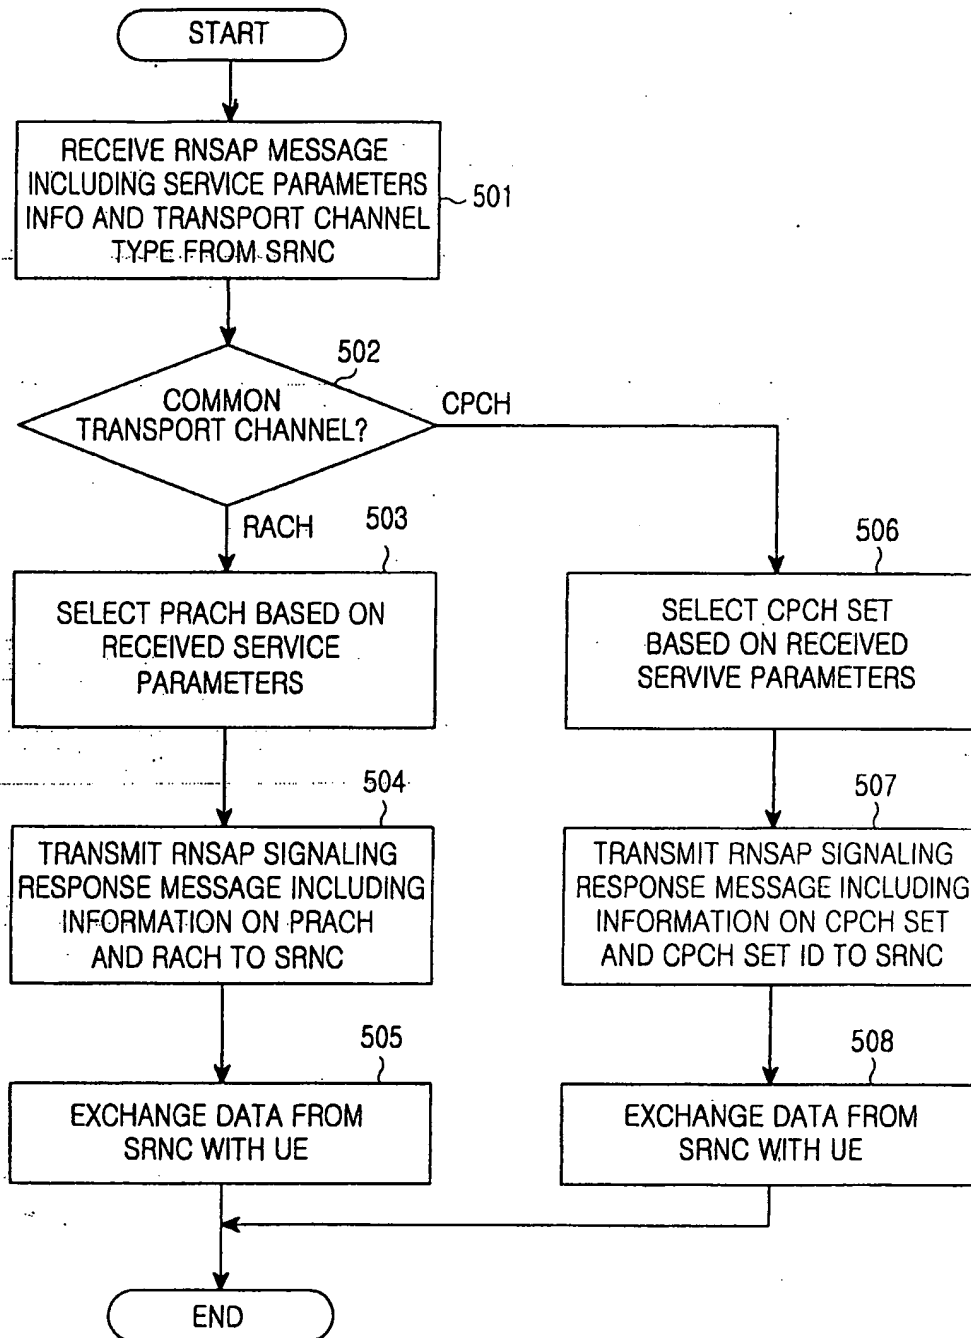 START
RECEIVE RNSAP MESSAGE
INCLUDING SERVICE PARAMETERS
INFO AND TRANSPORT CHANNEL
TYPE FROM SRNC
501
502
COMMON
TRANSPORT CHANNEL?
CPCH
RACH
503
SELECT PRACH BASED ON
RECEIVED SERVICE
PARAMETERS
506
SELECT CPCH SET
BASED ON RECEIVED
SERVIVE PARAMETERS
504
TRANSMIT RNSAP SIGNALING
RESPONSE MESSAGE INCLUDING
INFORMATION ON PRACH
AND RACH TO SRNC
507
TRANSMIT RNSAP SIGNALING
RESPONSE MESSAGE INCLUDING
INFORMATION ON CPCH SET
AND CPCH SET ID TO SRNC
505
EXCHANGE DATA FROM
SRNC WITH UE
508
EXCHANGE DATA FROM
SRNC WITH UE
END